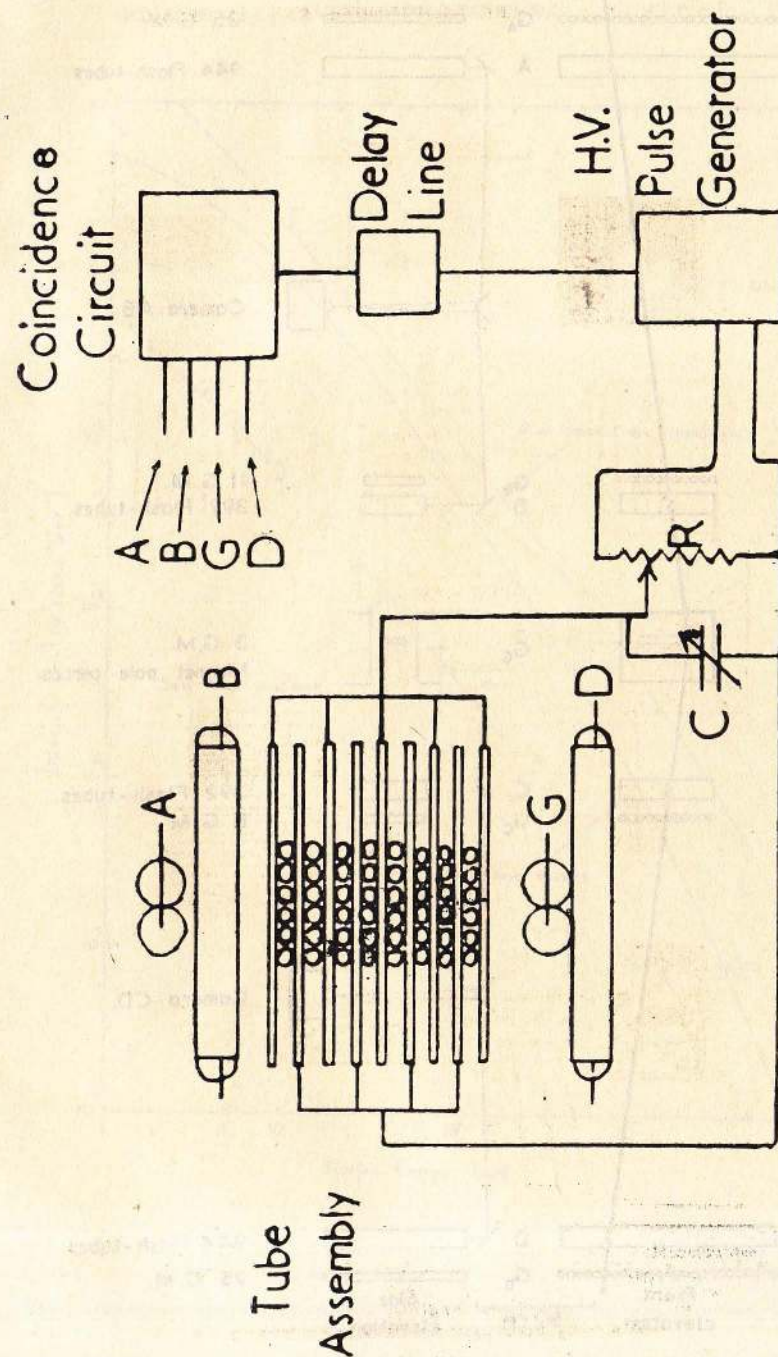 Coincidence
Circuit
Delay
Line
H.V.
Pulse
Generator
A
B
G
D
A
B
G
D
R
C
Tube
Assembly